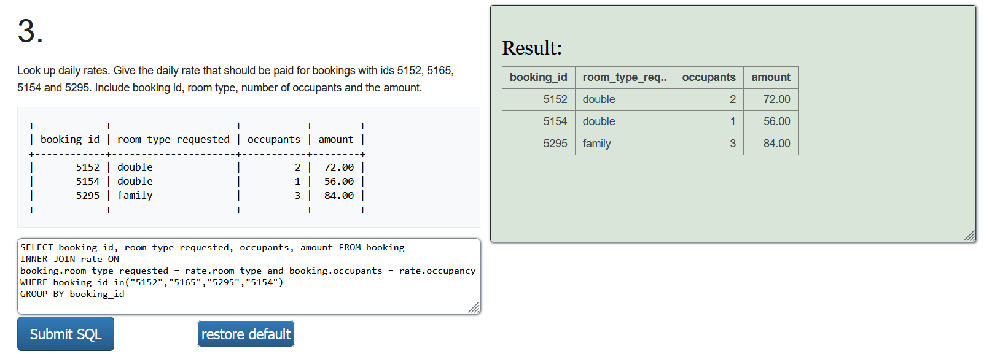 3.
Look up daily rates. Give the daily rate that should be paid for bookings with ids 5152, 5165,
5154 and 5295. Include booking id, room type, number of occupants and the amount.
+------------+---------------------+-----------+--------+
| booking_id | room_type_requested | occupants | amount |
+------------+---------------------+-----------+--------+
|       5152 | double              |         2 |  72.00 |
|       5154 | double              |         1 |  56.00 |
|       5295 | family              |         3 |  84.00 |
+------------+---------------------+-----------+--------+
SELECT booking_id, room_type_requested, occupants, amount FROM booking
INNER JOIN rate ON
booking.room_type_requested = rate.room_type and booking.occupants = rate.occupancy
WHERE booking_id in("5152","5165","5295","5154")
GROUP BY booking_id
Submit SQL restore default
Result:
booking_id room_type_req.. occupants amount
5152 double 2 72.00
5154 double 1 56.00
5295 family 3 84.00